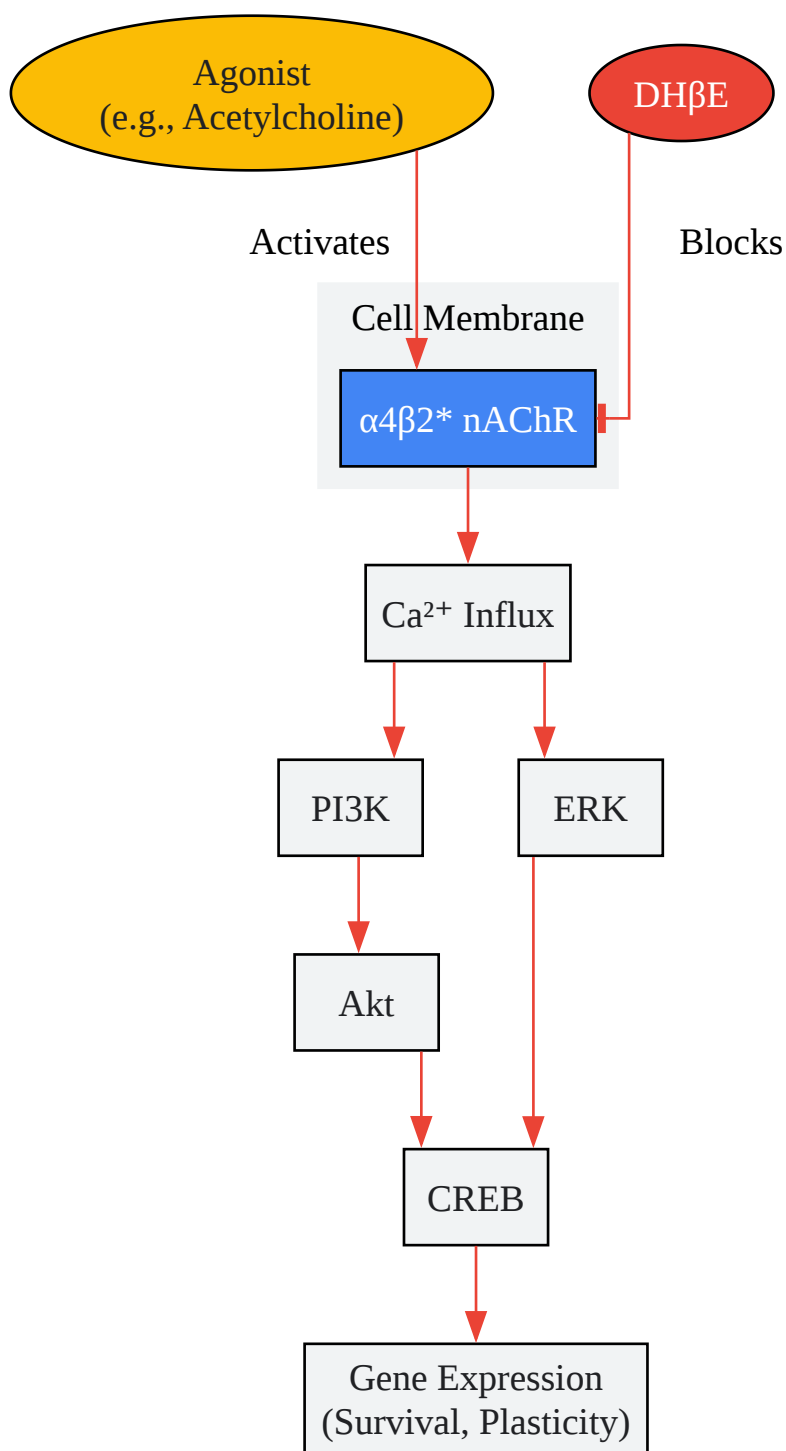 Agonist
(e.g., Acetylcholine)
DHβE
Activates
Blocks
Cell Membrane
α4β2* nAChR
Ca²⁺ Influx
PI3K
ERK
Akt
CREB
Gene Expression
(Survival, Plasticity)